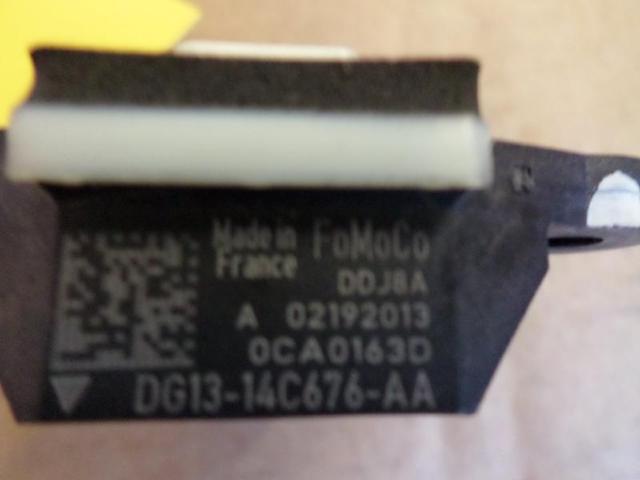 Made in
France
FoMoCo
DDJ8A
A 02192013
0CA0163D
DG13-14C676-AA